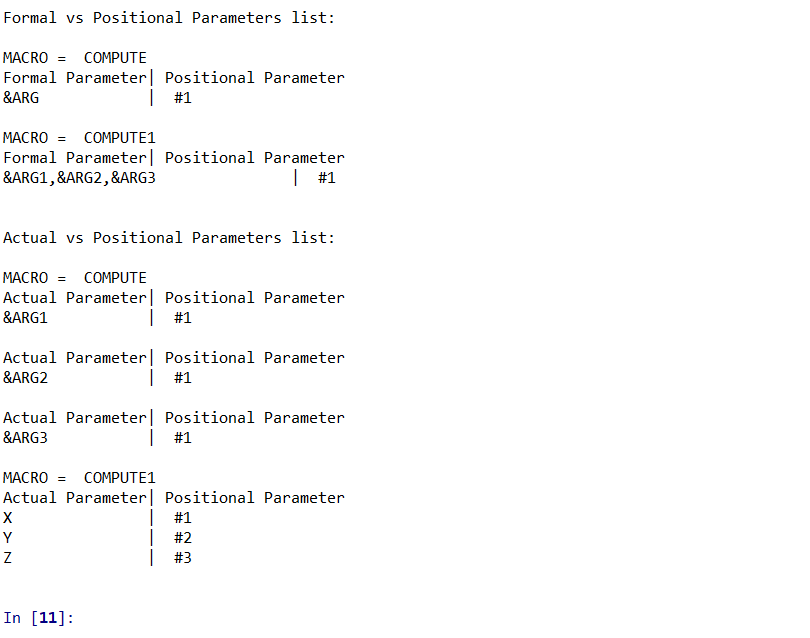 Formal vs Positional Parameters list:
MACRO =  COMPUTE
Formal Parameter| Positional Parameter
&ARG            |  #1
MACRO =  COMPUTE1
Formal Parameter| Positional Parameter
&ARG1,&ARG2,&ARG3               |  #1
Actual vs Positional Parameters list:
MACRO =  COMPUTE
Actual Parameter| Positional Parameter
&ARG1           |  #1
Actual Parameter| Positional Parameter
&ARG2           |  #1
Actual Parameter| Positional Parameter
&ARG3           |  #1
MACRO =  COMPUTE1
Actual Parameter| Positional Parameter
X               |  #1
Y               |  #2
Z               |  #3
In [11]: